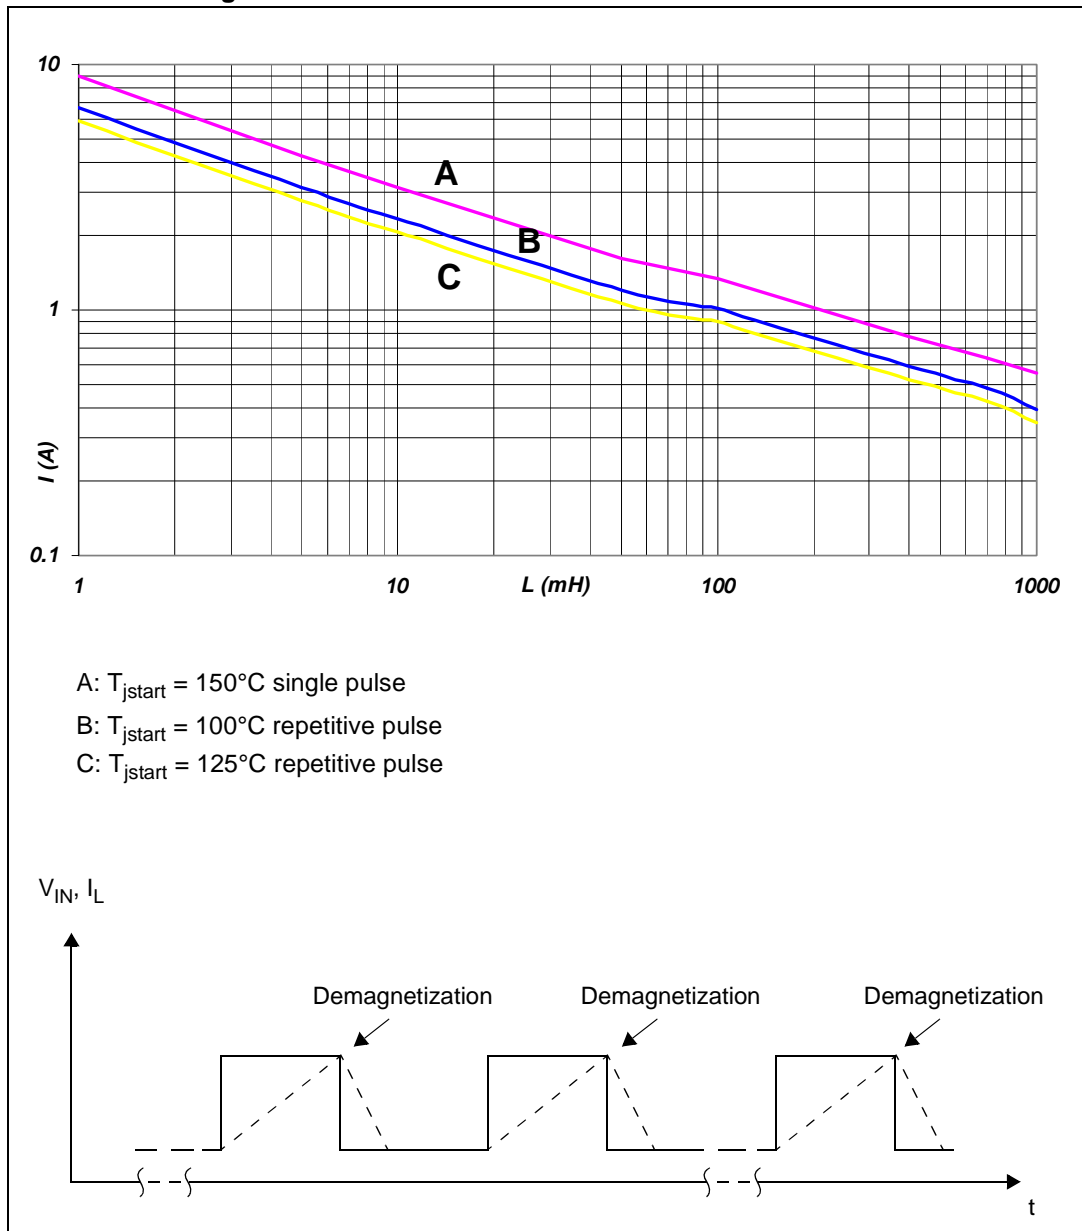 10
A
B
C
1
I (A)
0.1
1
10
L (mH)
100
1000
A: Tjstart = 150°C single pulse
B: Tjstart = 100°C repetitive pulse
C: Tjstart = 125°C repetitive pulse
VIN, IL
Demagnetization
Demagnetization
Demagnetization
t